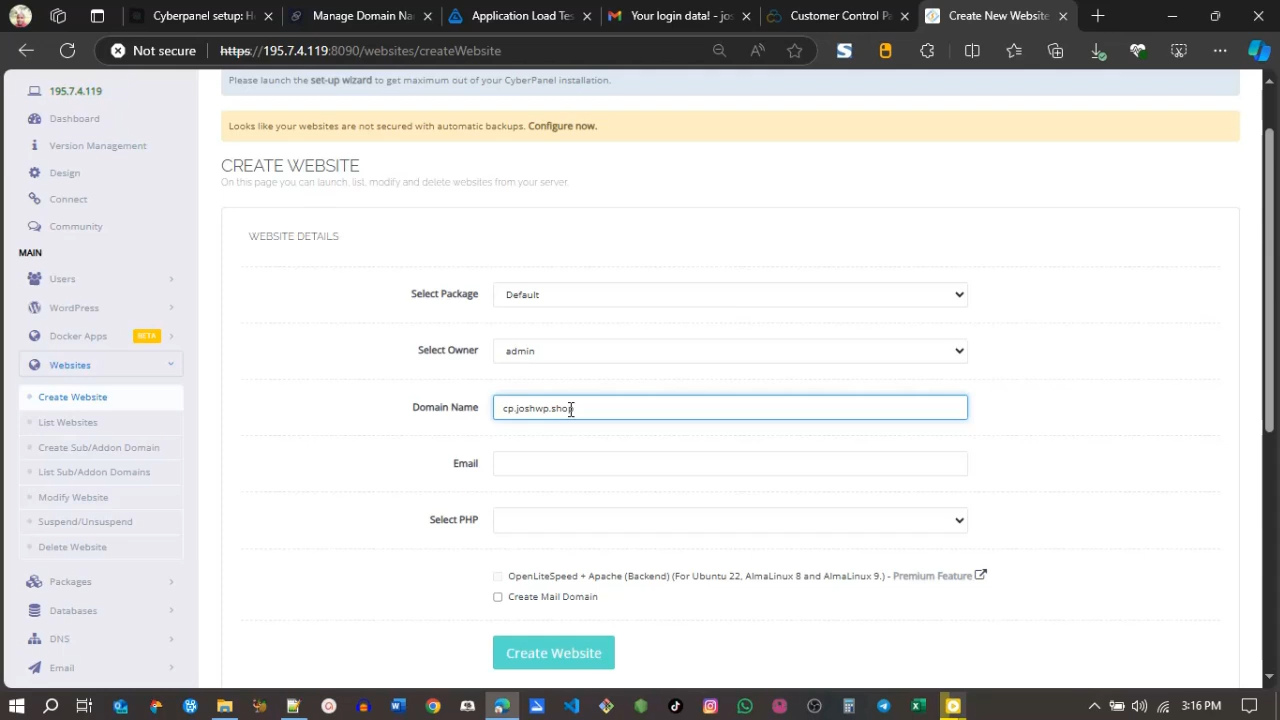 Cyberpanel setup: Ha
Manage Domain Na
Application Load Tes
Your login data | Jos
Customer Control Pa
Create New Website
Not secure
https://195.7.4.119:8090/websites/createWebsite
195.7.4.119
Dashboard
Version Management
Design
Connect
Community
MAIN
Users
WordPress
Docker Apps BETA
Websites
Create Website
List Websites
Create Sub/Addon Domain
List Sub/Addon Domains
Modify Website
Suspend/Unsuspend
Delete Website
Packages
Databases
DNS
Email
Please launch the set-up wizard to get maximum out of your CyberPanel installation.
Looks like your websites are not secured with automatic backups. Configure now.
CREATE WEBSITE
On this page you can launch, list, modify and delete websites from your server.
WEBSITE DETAILS
Select Package Default
Select Owner admin
Domain Name cp.joshwp.shop
Email
Select PHP
OpenLiteSpeed + Apache (Backend) (For Ubuntu 22, AlmaLinux 8 and AlmaLinux 9.) - Premium Feature
Create Mail Domain
Create Website
3:16 PM